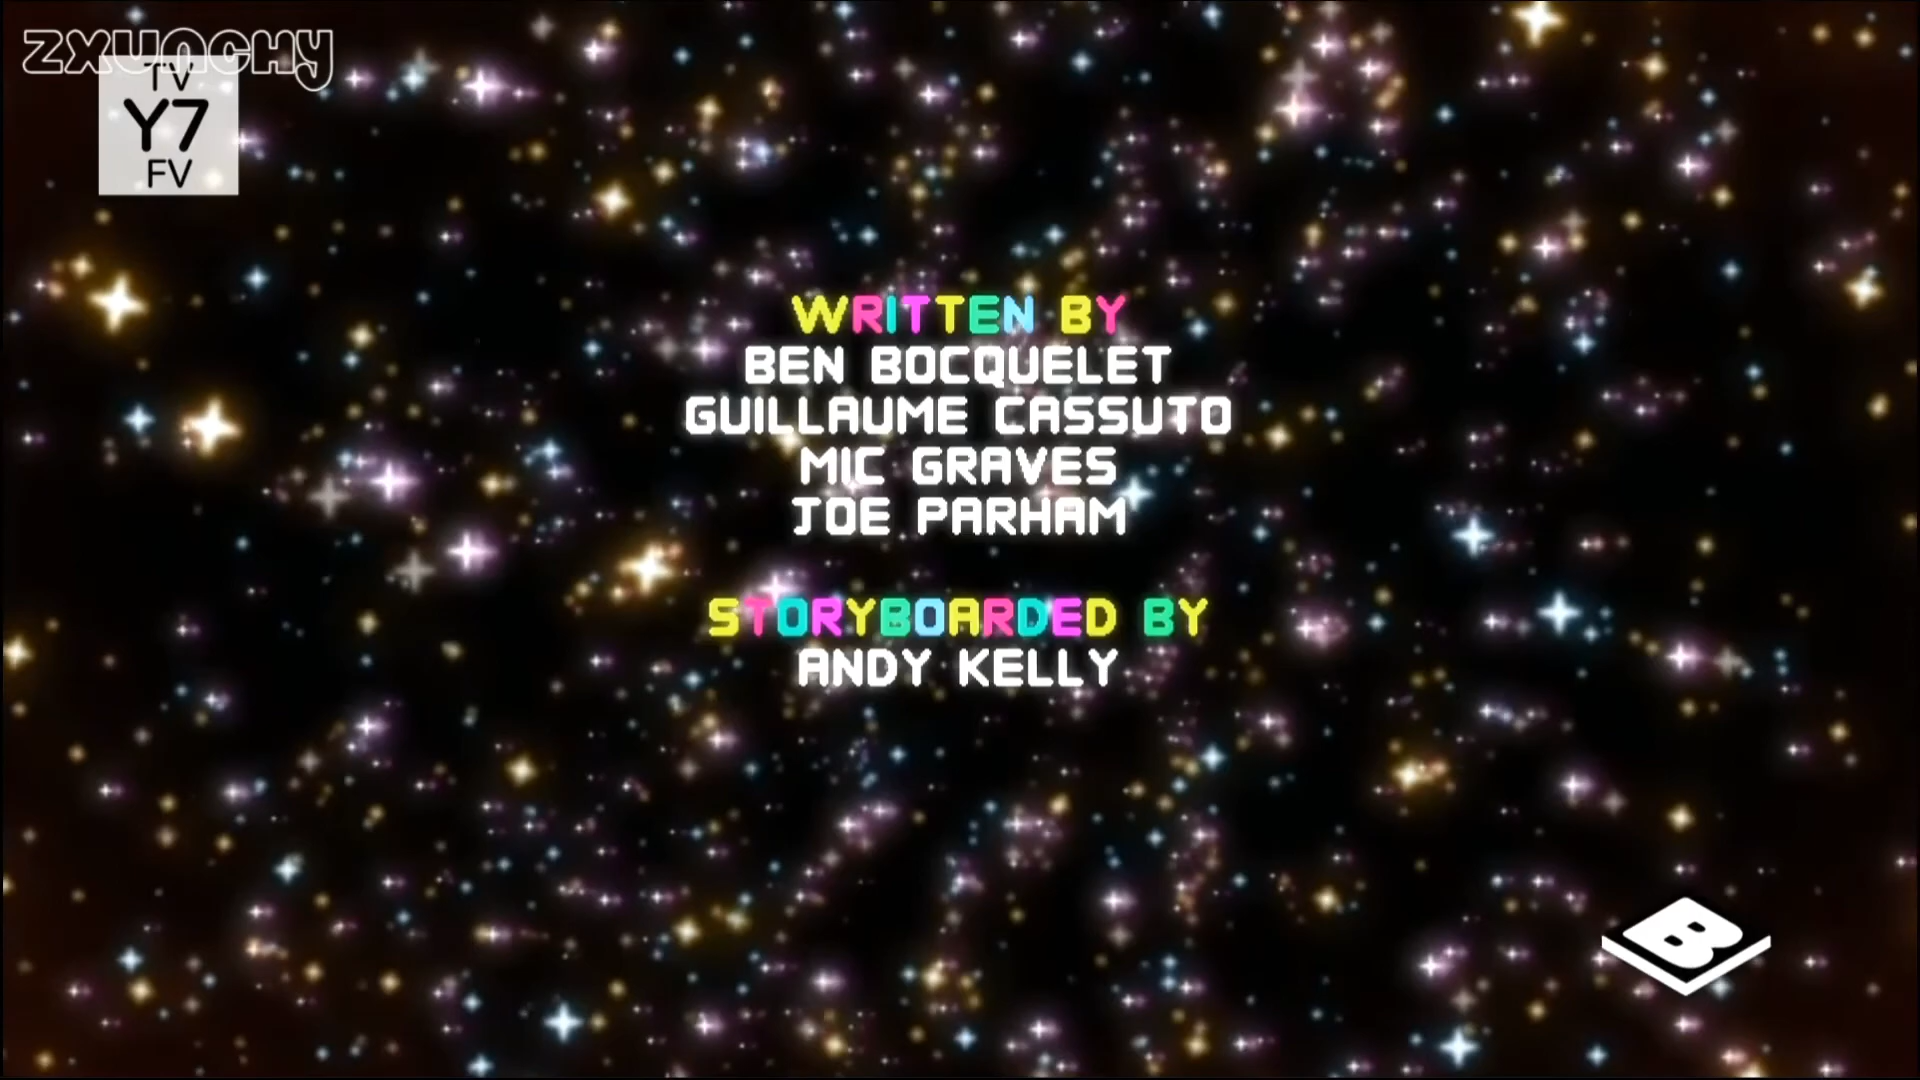 ZXUNCHY
TV
Y7
FV
WRITTEN BY
BEN BOCQUELET
GUILLAUME CASSUTO
MIC GRAVES
JOE PARHAM
STORYBOARDED BY
ANDY KELLY
B